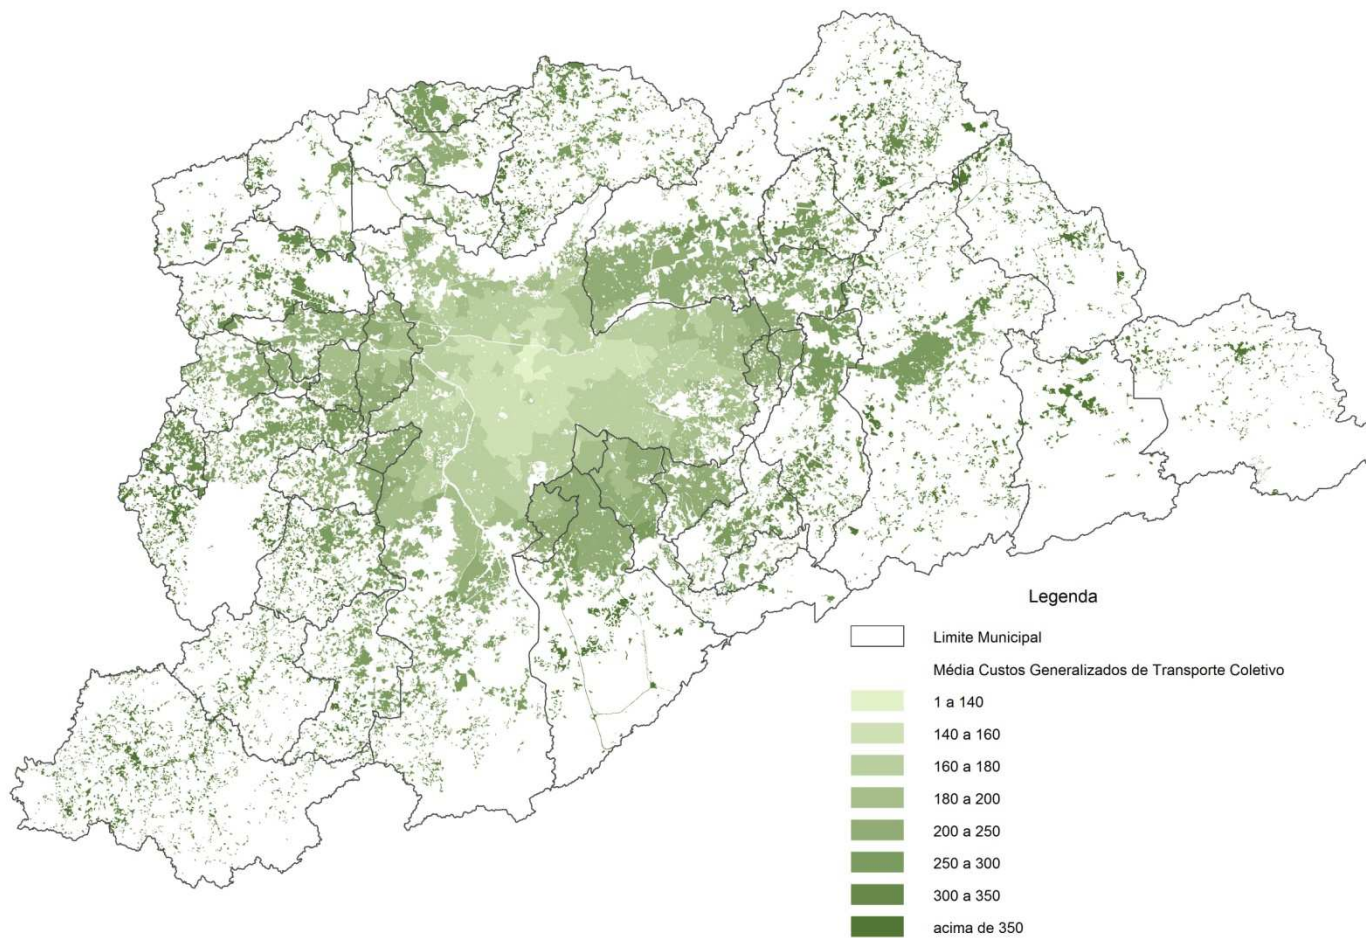 Legenda
Limite Municipal
Média Custos Generalizados de Transporte Coletivo
1 a 140
140 a 160
160 a 180
180 a 200
200 a 250
250 a 300
300 a 350
acima de 350